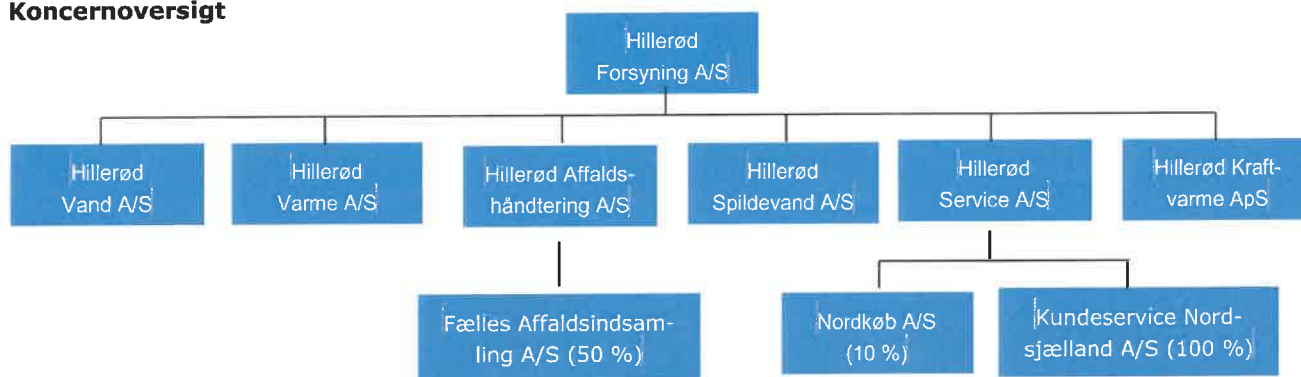 Koncernoversigt
Hillerød
Forsyning A/S
Hillerød
Vand A/S
Hillerød
Varme A/S
Hillerød Affalds-
håndtering A/S
Hillerød
Spildevand A/S
Hillerød
Service A/S
Hillerød Kraft-
varme ApS
Fælles Affaldsindsam-
ling A/S (50 %)
Nordkøb A/S
(10 %)
Kundeservice Nord-
sjælland A/S (100 %)